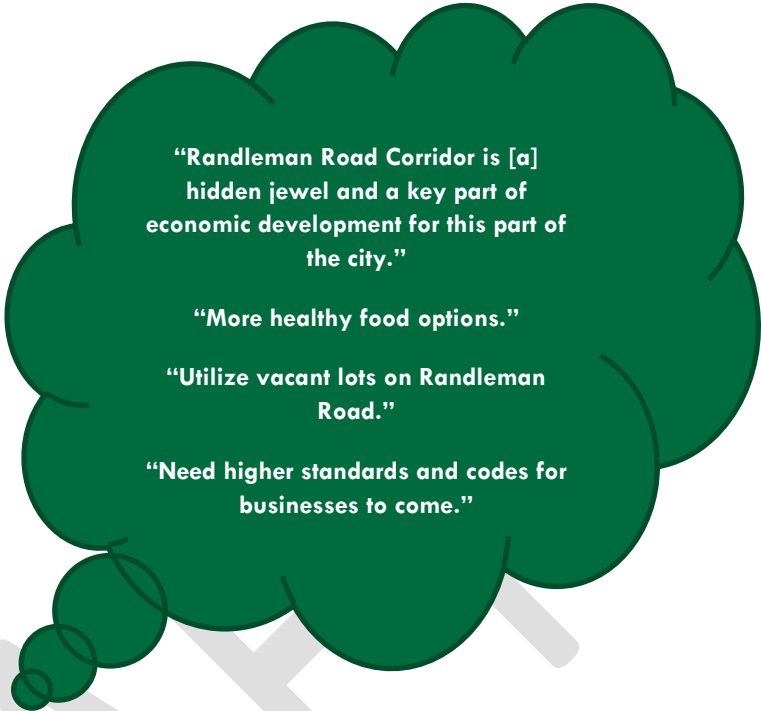 “Randleman Road Corridor is [a]
hidden jewel and a key part of
economic development for this part of
the city.”
“More healthy food options.”
“Utilize vacant lots on Randleman
Road.”
“Need higher standards and codes for
businesses to come.”